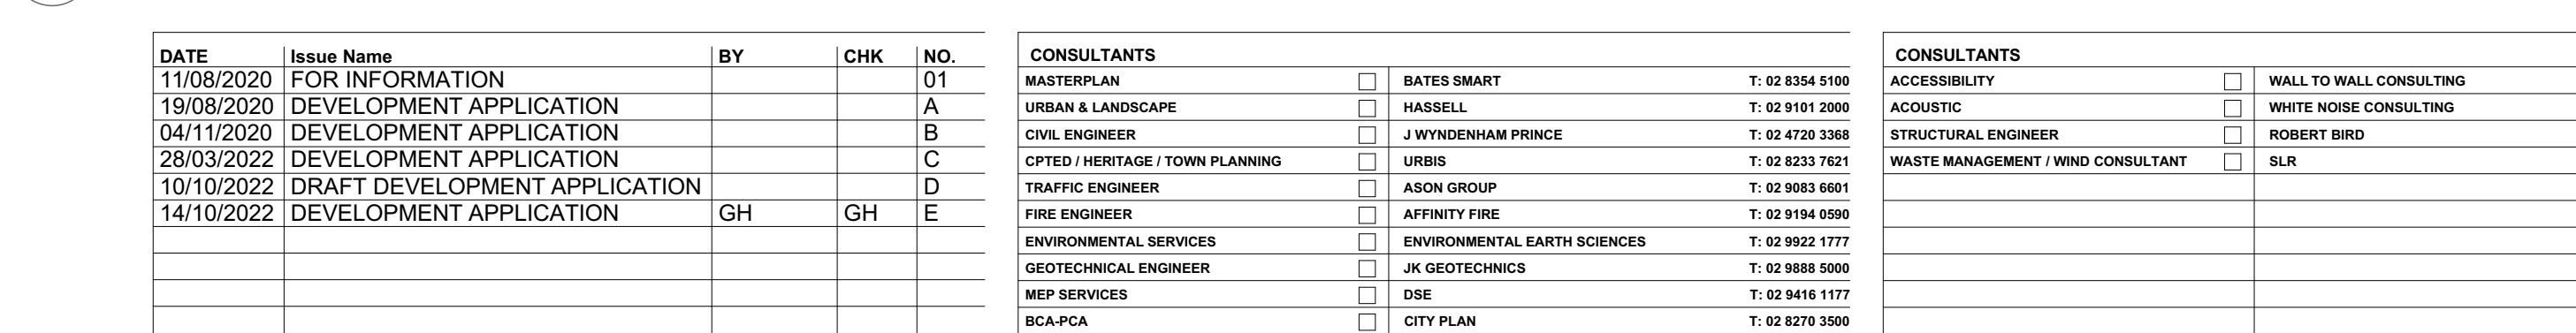 DATE Issue Name BY CHK NO.
11/08/2020 FOR INFORMATION 01
19/08/2020 DEVELOPMENT APPLICATION A
04/11/2020 DEVELOPMENT APPLICATION B
28/03/2022 DEVELOPMENT APPLICATION C
10/10/2022 DRAFT DEVELOPMENT APPLICATION D
14/10/2022 DEVELOPMENT APPLICATION GH GH E
CONSULTANTS
MASTERPLAN BATES SMART T: 02 8354 5100
URBAN & LANDSCAPE HASSELL T: 02 9101 2000
CIVIL ENGINEER J WYNDENHAM PRINCE T: 02 4720 3368
CPTED / HERITAGE / TOWN PLANNING URBIS T: 02 8233 7621
TRAFFIC ENGINEER ASON GROUP T: 02 9083 6601
FIRE ENGINEER AFFINITY FIRE T: 02 9194 0590
ENVIRONMENTAL SERVICES ENVIRONMENTAL EARTH SCIENCES T: 02 9922 1777
GEOTECHNICAL ENGINEER JK GEOTECHNICS T: 02 9888 5000
MEP SERVICES DSE T: 02 9416 1177
BCA-PCA CITY PLAN T: 02 8270 3500
CONSULTANTS
ACCESSIBILITY WALL TO WALL CONSULTING
ACOUSTIC WHITE NOISE CONSULTING
STRUCTURAL ENGINEER ROBERT BIRD
WASTE MANAGEMENT / WIND CONSULTANT SLR